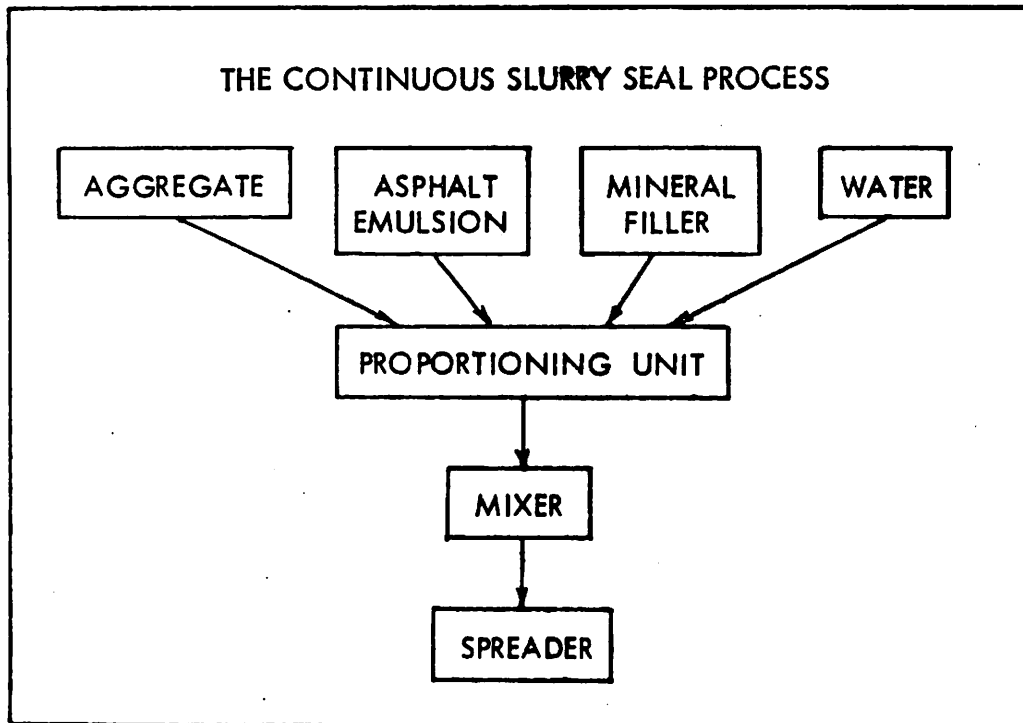 THE CONTINUOUS SLURRY SEAL PROCESS
AGGREGATE
ASPHALT
EMULSION
MINERAL
FILLER
WATER
PROPORTIONING UNIT
MIXER
SPREADER